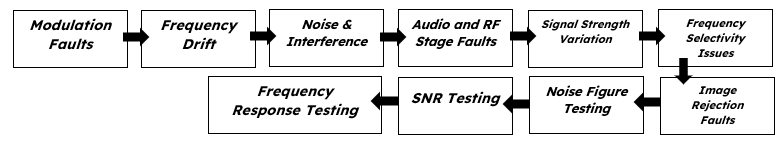 Modulation
Faults
Frequency
Drift
Noise &
Interference
Audio and RF
Stage Faults
Signal Strength
Variation
Frequency
Selectivity
Issues
Image
Rejection
Faults
Noise Figure
Testing
SNR Testing
Frequency
Response Testing